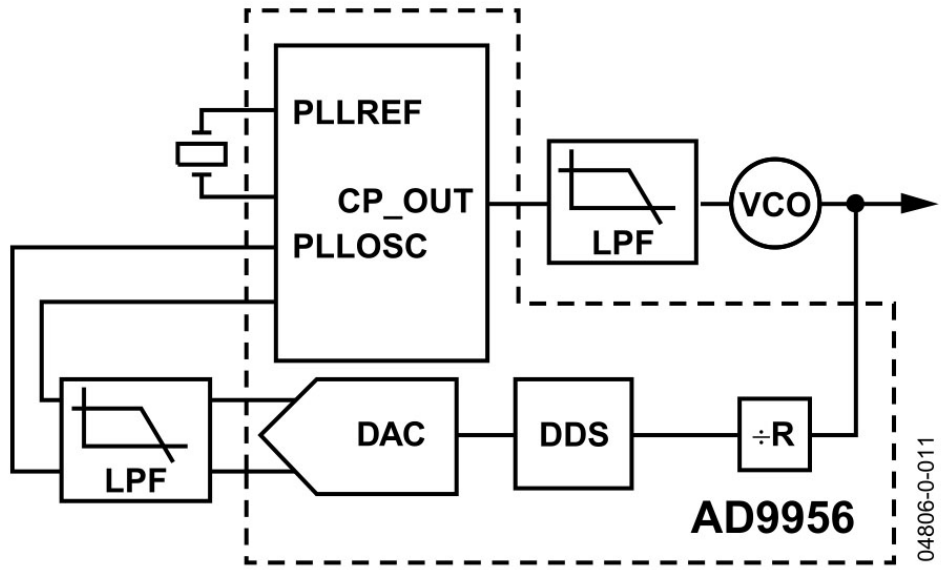 PLLREF
CP_OUT
PLLOSC
LPF
VCO
LPF
DAC
DDS
÷R
AD9956
04806-0-011